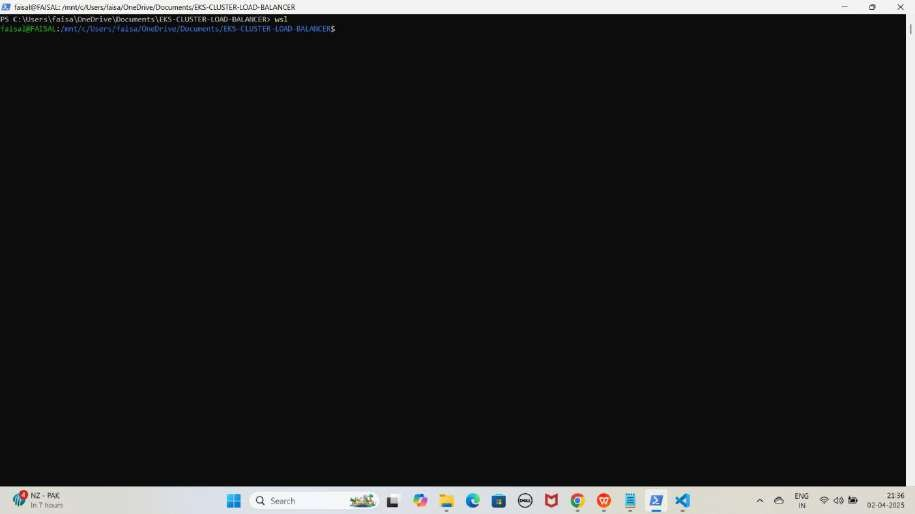 faisal@FAISAL: /mnt/c/Users/faisa/OneDrive/Documents/EKS-CLUSTER-LOAD-BALANCER
PS C:\Users\faisa\OneDrive\Documents\EKS-CLUSTER-LOAD-BALANCER> wsl
faisal@FAISAL:/mnt/c/Users/faisa/OneDrive/Documents/EKS-CLUSTER-LOAD-BALANCER$
4
NZ - PAK
In 7 hours
Search
DELL
ENG
IN
21:36
02-04-2025